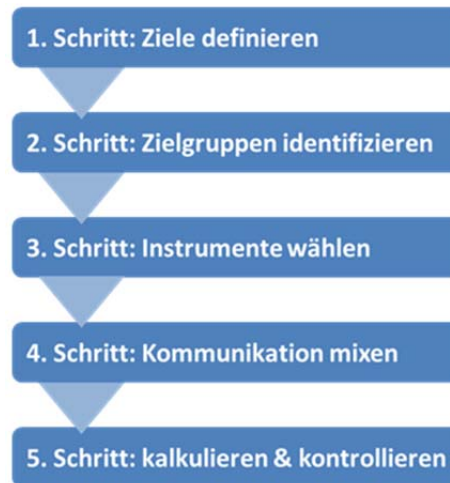 1. Schritt: Ziele definieren
2. Schritt: Zielgruppen identifizieren
3. Schritt: Instrumente wählen
4. Schritt: Kommunikation mixen
5. Schritt: kalkulieren & kontrollieren